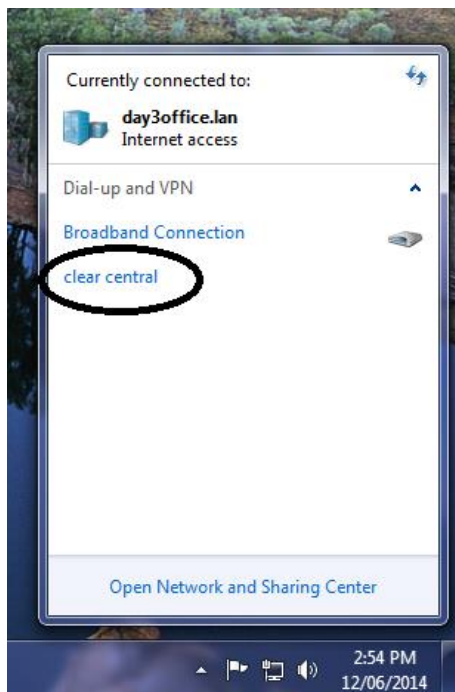 Currently connected to:
day3office.lan
Internet access
Dial-up and VPN
Broadband Connection
clear central
Open Network and Sharing Center
2:54 PM
12/06/2014